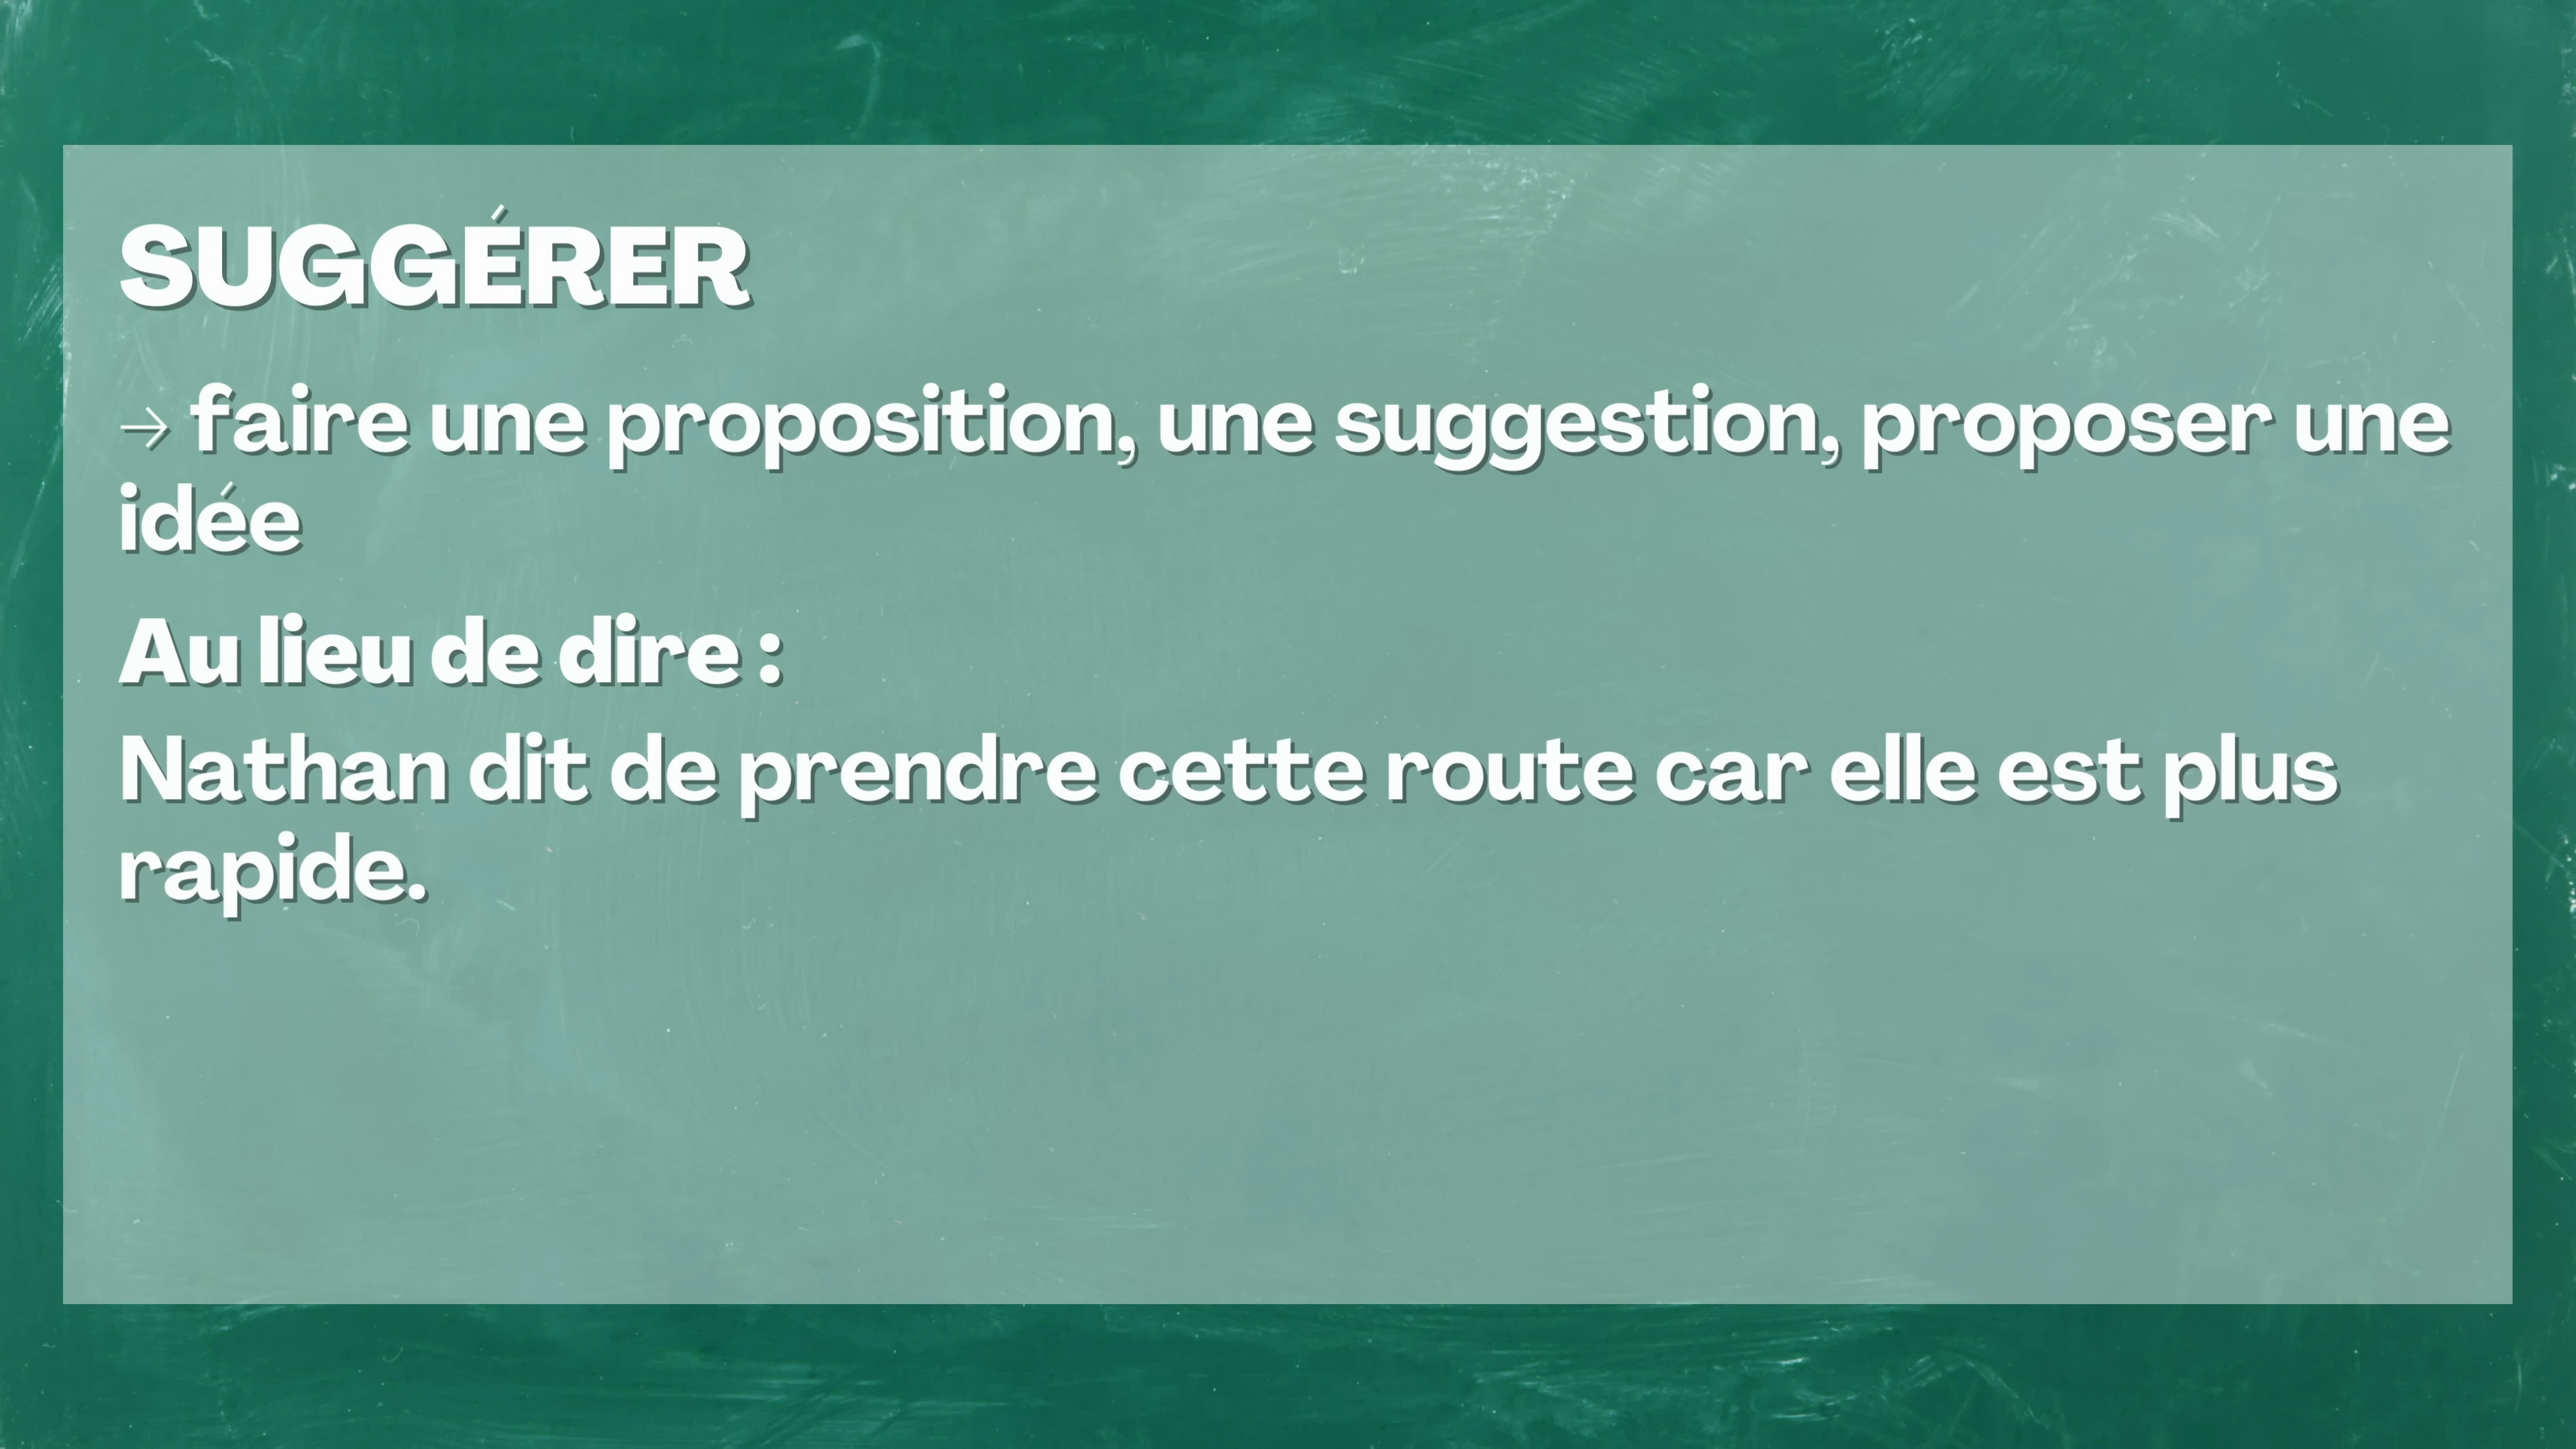 SUGGÉRER
→ faire une proposition, une suggestion, proposer une
idée
Au lieu de dire :
Nathan dit de prendre cette route car elle est plus
rapide.